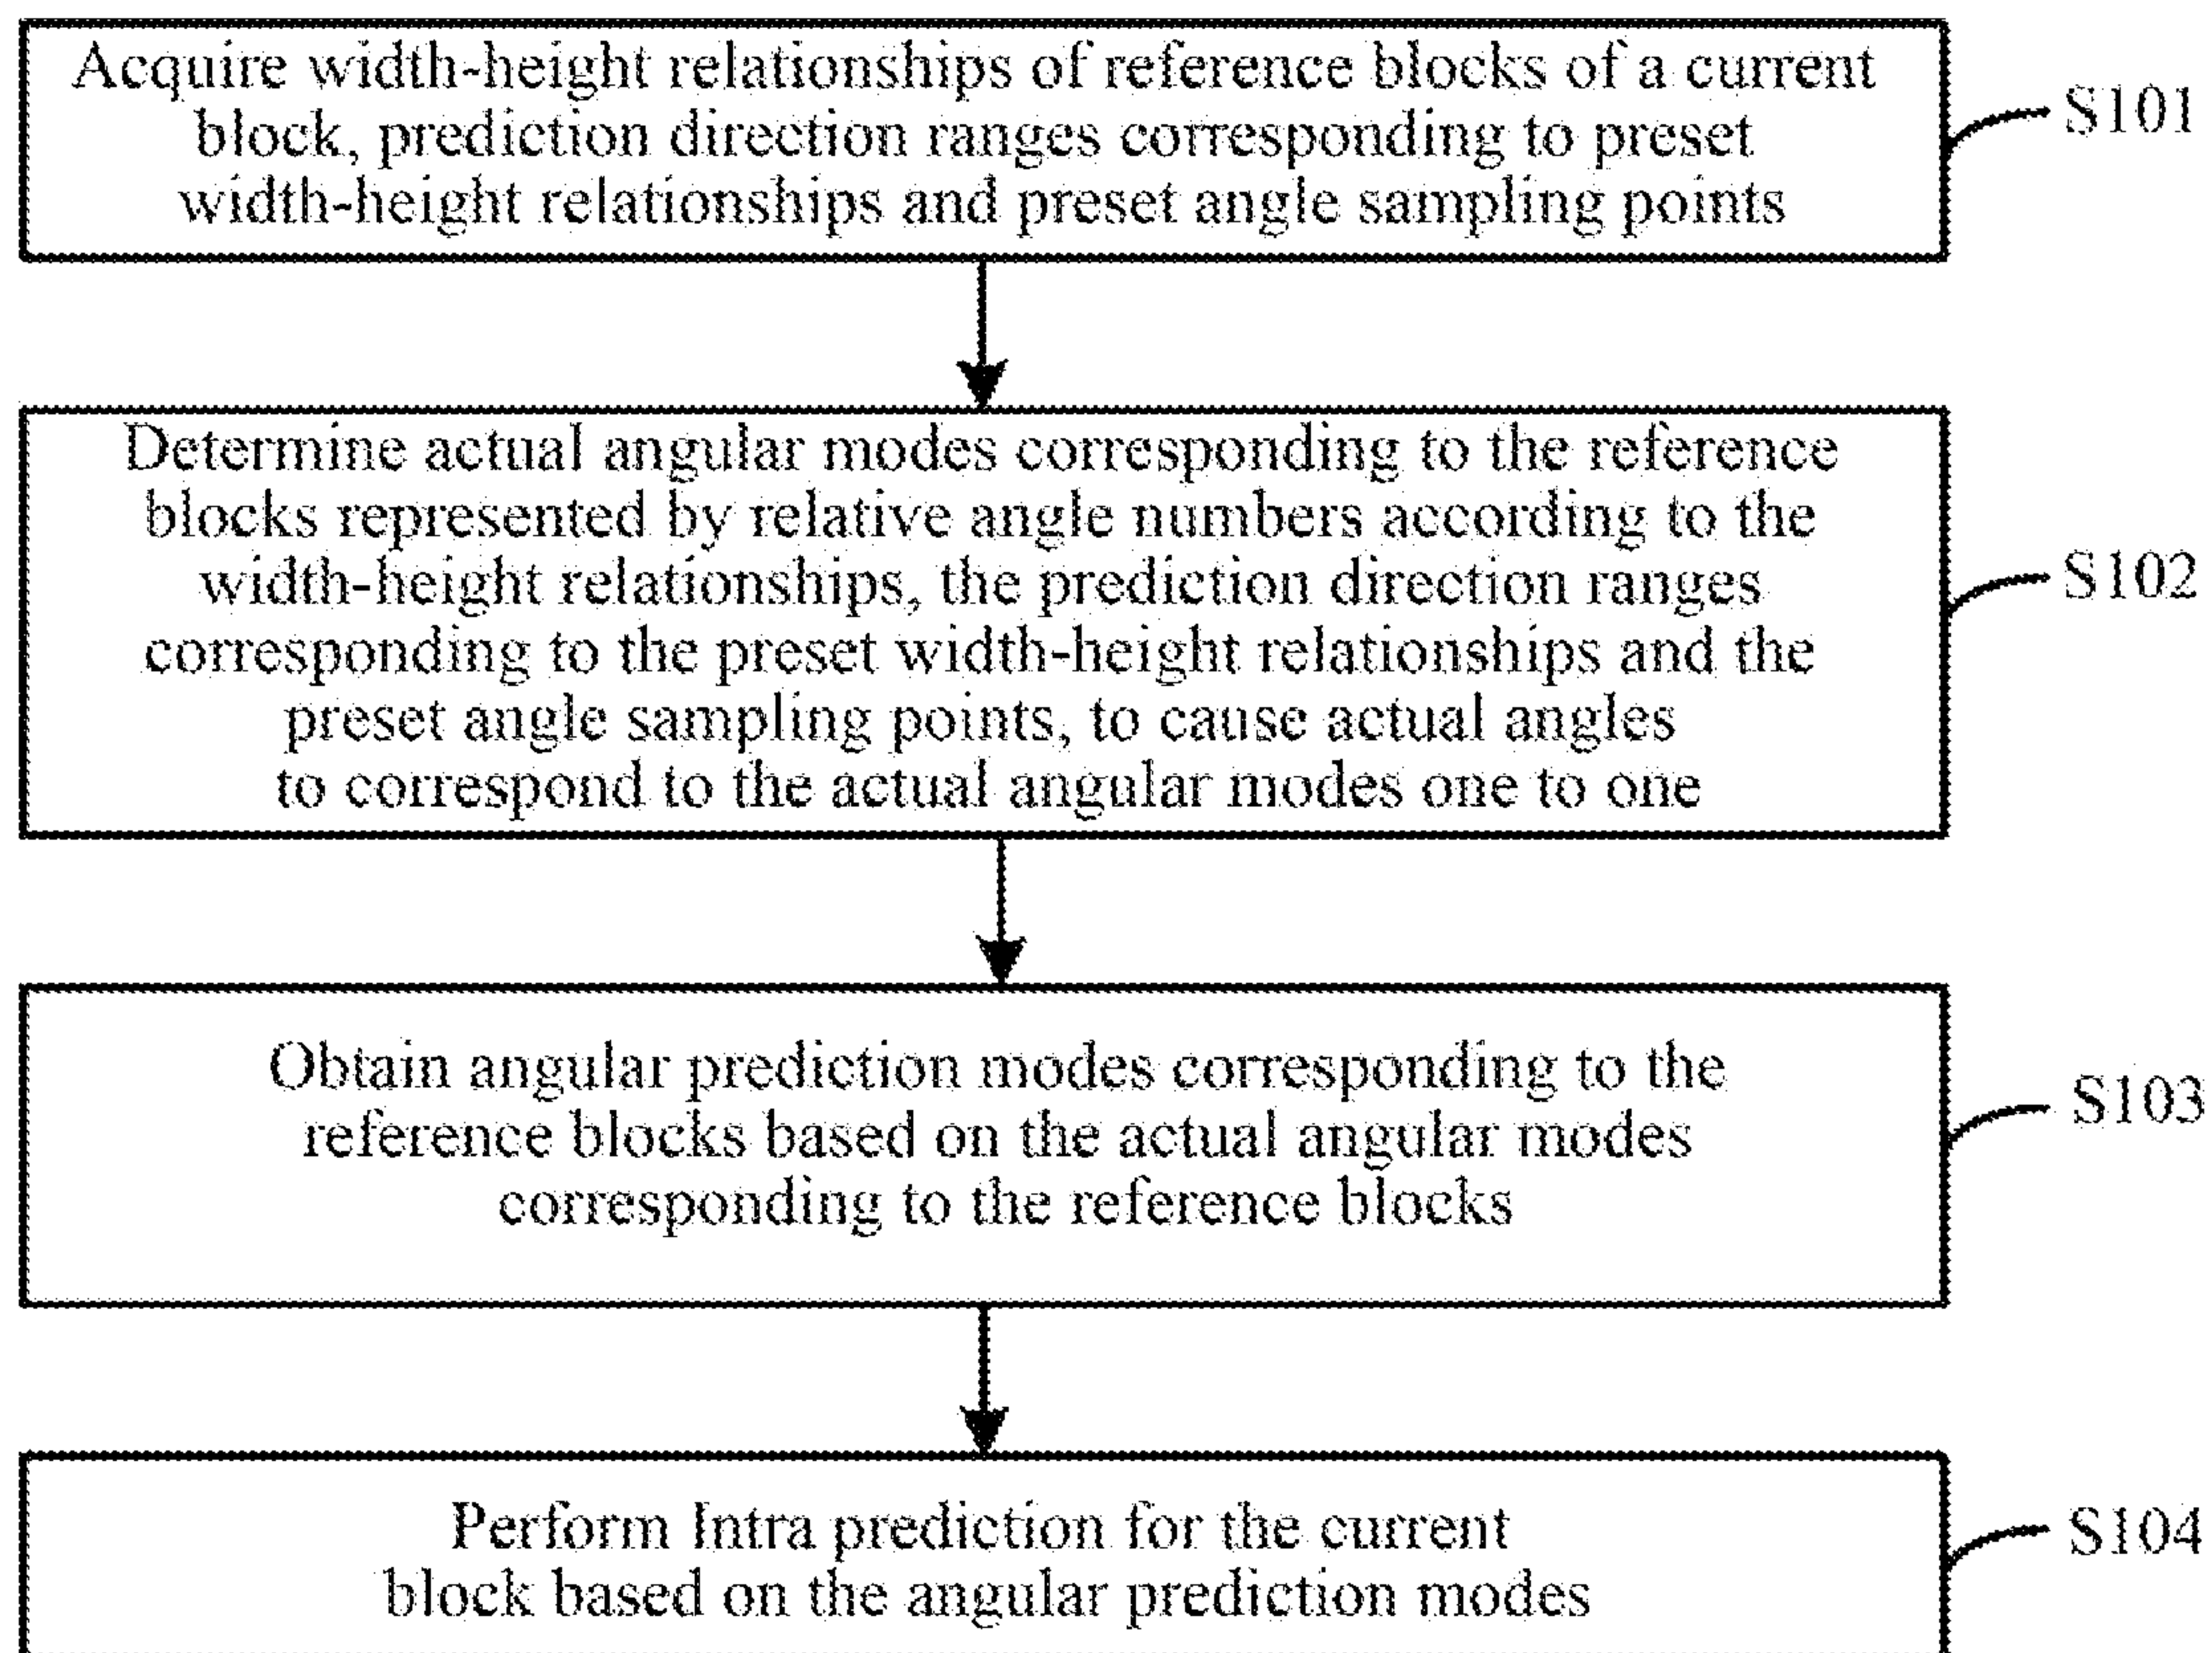 Acquire width-height relationships of reference blocks of a current
block, prediction direction ranges corresponding to preset
width-height relationships and preset angle sampling points
S101
Determine actual angular modes corresponding to the reference
blocks represented by relative angle numbers according to the
width-height relationships, the prediction direction ranges
corresponding to the preset width-height relationships and the
preset angle sampling points, to cause actual angles
to correspond to the actual angular modes one to one
S102
Obtain angular prediction modes corresponding to the
reference blocks based on the actual angular modes
corresponding to the reference blocks
S103
Perform Intra prediction for the current
block based on the angular prediction modes
S104